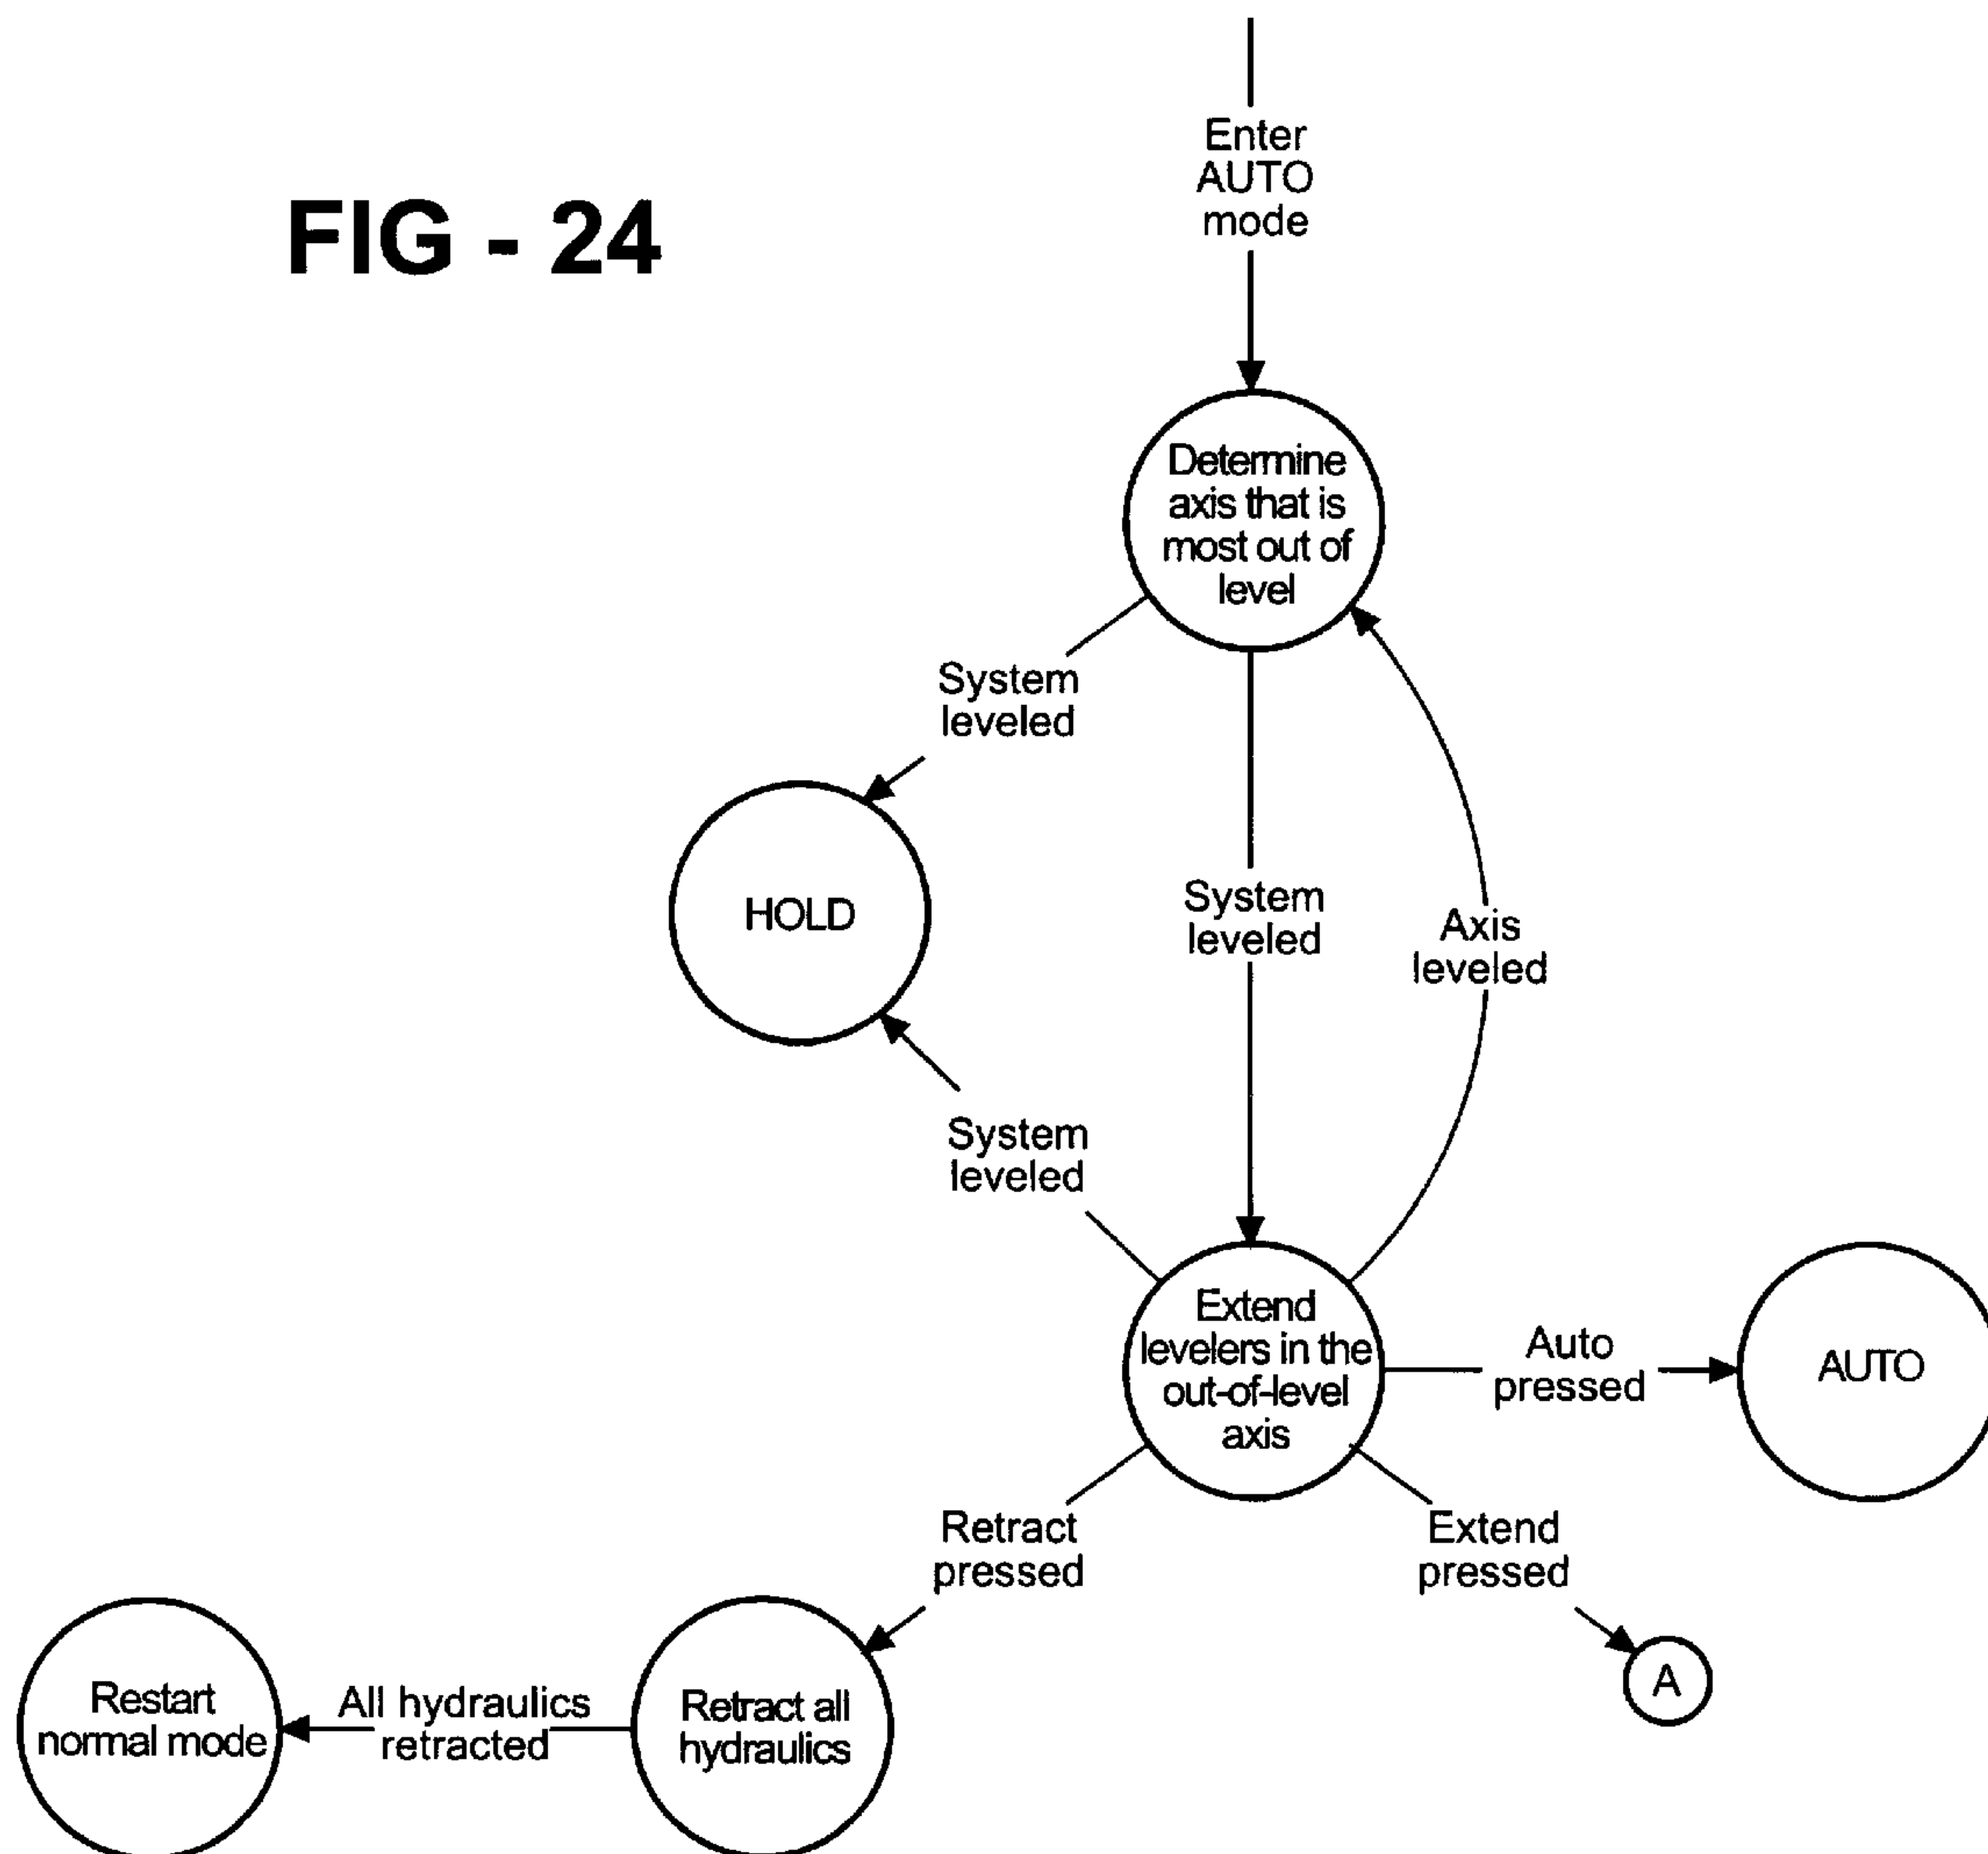 FIG - 24
Enter
AUTO
mode
Determine
axis that is
most out of
level
System
leveled
HOLD
System
leveled
Axis
leveled
System
leveled
Extend
levelers in the
out-of-level
axis
Auto
pressed
AUTO
Retract
pressed
Extend
pressed
A
Restart
normal mode
All hydraulics
retracted
Retract all
hydraulics